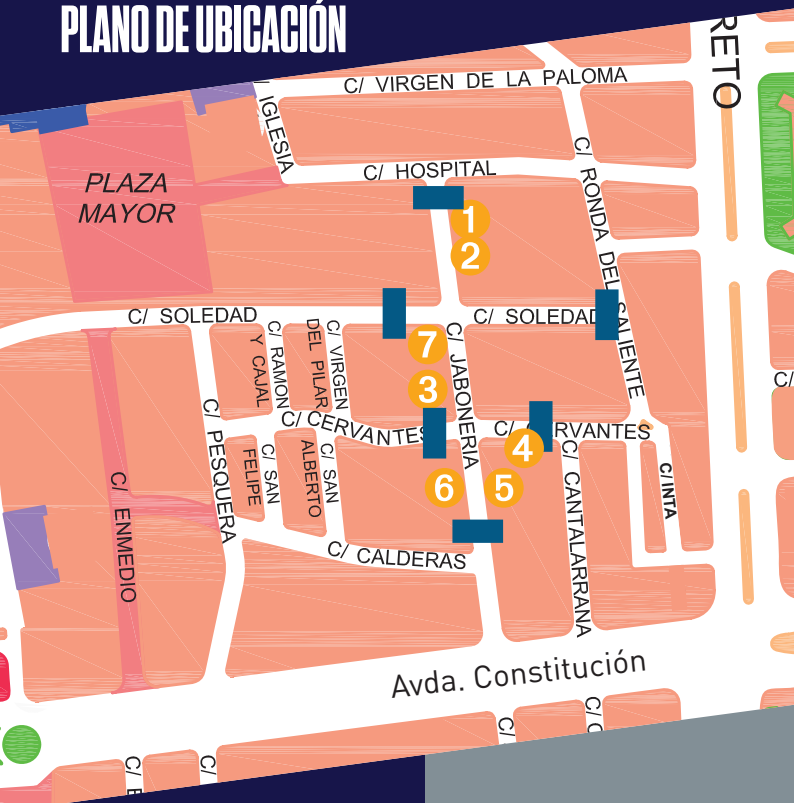 PLANO DE UBICACIÓN
RETO
C/ VIRGEN DE LA PALOMA
IGLESIA
C/ HOSPITAL
PLAZA
MAYOR
C/ RONDA DEL SALIENTE
1
2
C/ SOLEDAD
C/ SOLEDAD
7
3
C/ RAMON
Y CAJAL
C/ VIRGEN
DEL PILAR
C/ JABONERIA
C/
C/ CERVANTES
C/ RVANTES
4
C/ PESQUERA
C/ SAN
FELIPE
C/ SAN
ALBERTO
6
5
C/ CANTALARRANA
C/ INTA
C/ ENMEDIO
C/ CALDERAS
Avda. Constitución
C/
C/
C/
C/